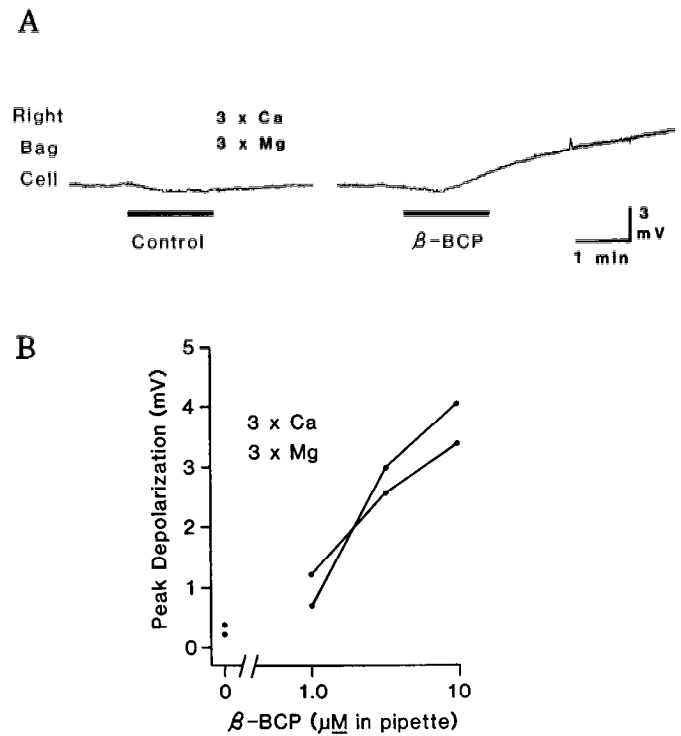 A
Right
Bag
Cell
3 x Ca
3 x Mg
Control
β-BCP
3
mV
1 min
B
5
4
3
2
1
0
Peak Depolarization (mV)
3 x Ca
3 x Mg
0
1.0
10
β-BCP (μM in pipette)